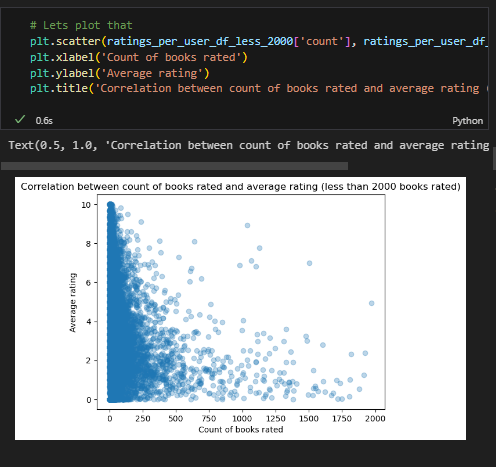 # Lets plot that
plt.scatter(ratings_per_user_df_less_2000['count'], ratings_per_user_df_
plt.xlabel('Count of books rated')
plt.ylabel('Average rating')
plt.title('Correlation between count of books rated and average rating
0.6s
Python
Text(0.5, 1.0, 'Correlation between count of books rated and average rating
Correlation between count of books rated and average rating (less than 2000 books rated)
10
8
6
4
2
0
Average rating
0 250 500 750 1000 1250 1500 1750 2000
Count of books rated